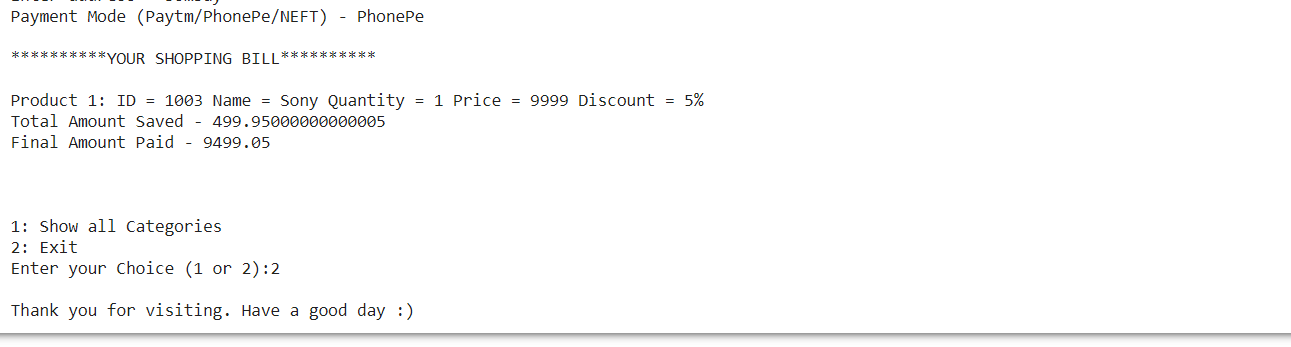 Payment Mode (Paytm/PhonePe/NEFT) - PhonePe
**********YOUR SHOPPING BILL**********
Product 1: ID = 1003 Name = Sony Quantity = 1 Price = 9999 Discount = 5%
Total Amount Saved - 499.95000000000005
Final Amount Paid - 9499.05
1: Show all Categories
2: Exit
Enter your Choice (1 or 2):2
Thank you for visiting. Have a good day :)